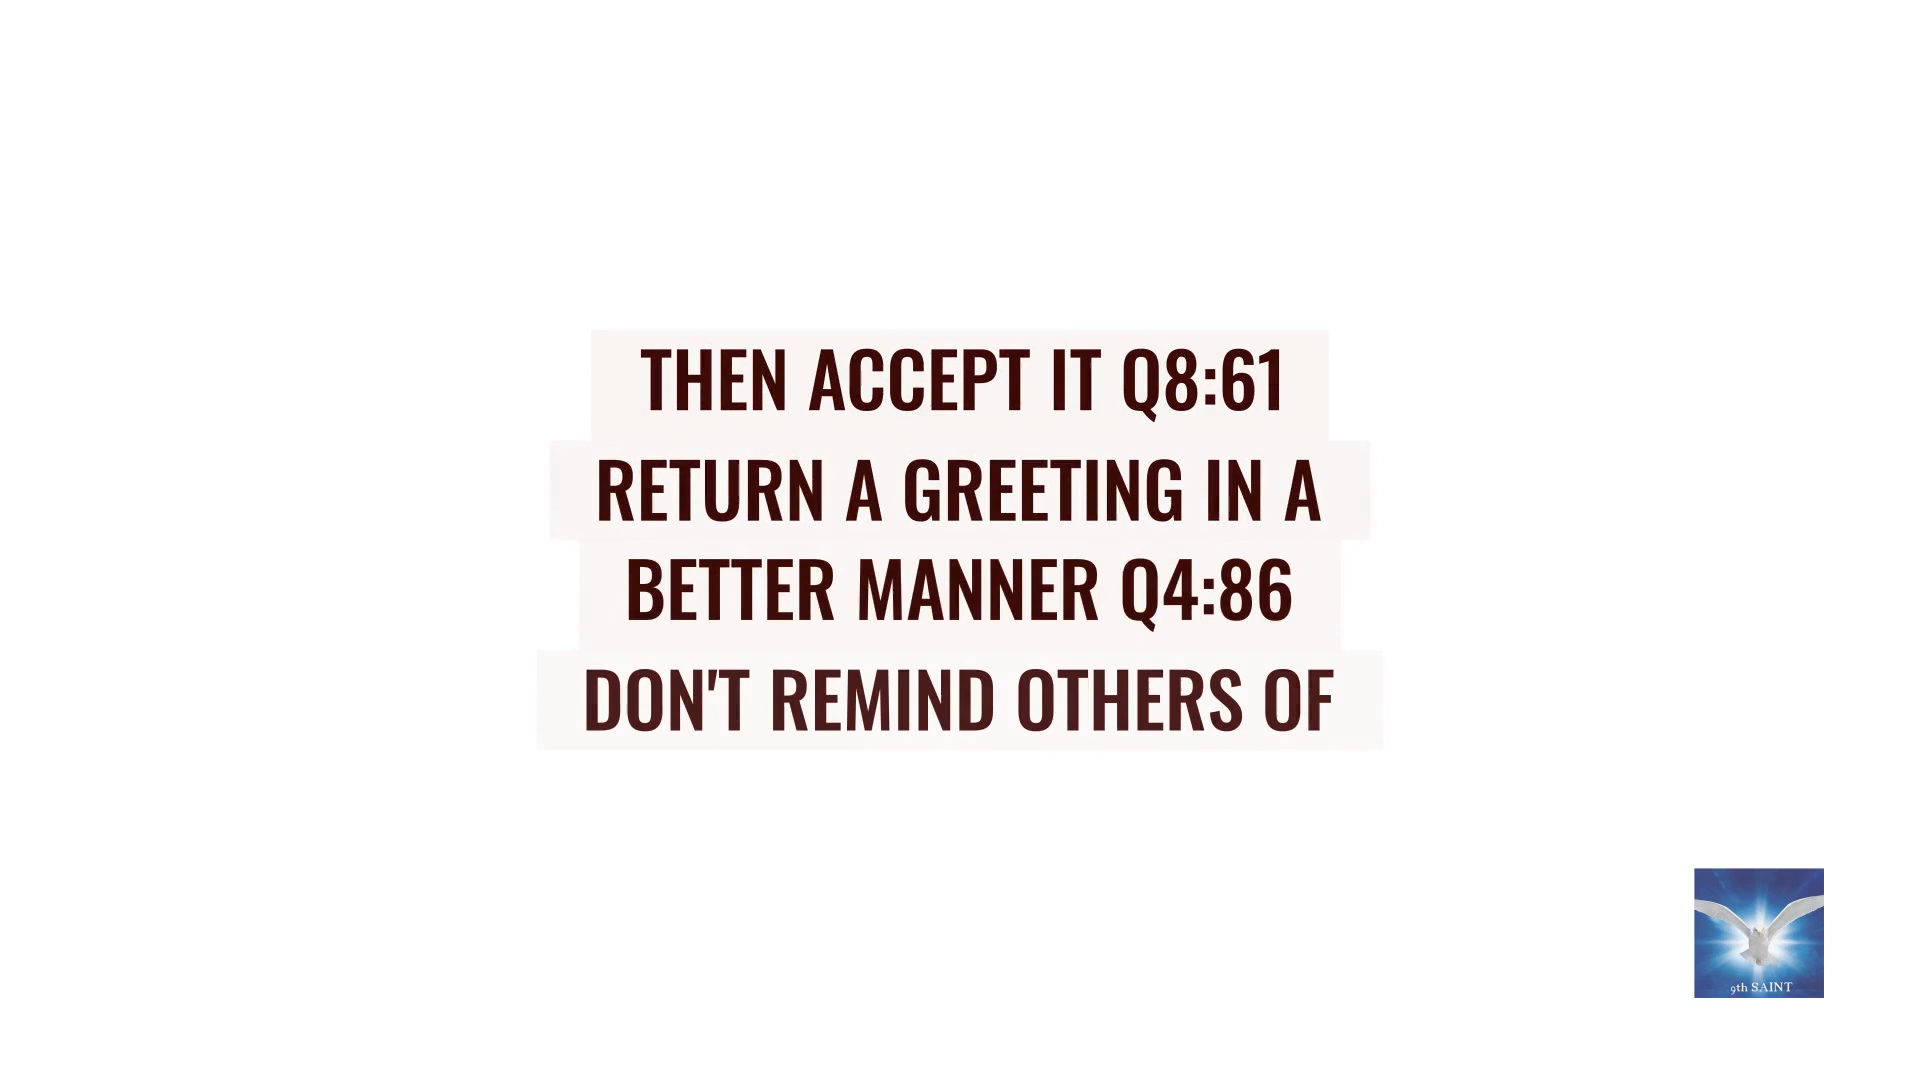 THEN ACCEPT IT Q8:61
RETURN A GREETING IN A
BETTER MANNER Q4:86
DON'T REMIND OTHERS OF
9th SAINT